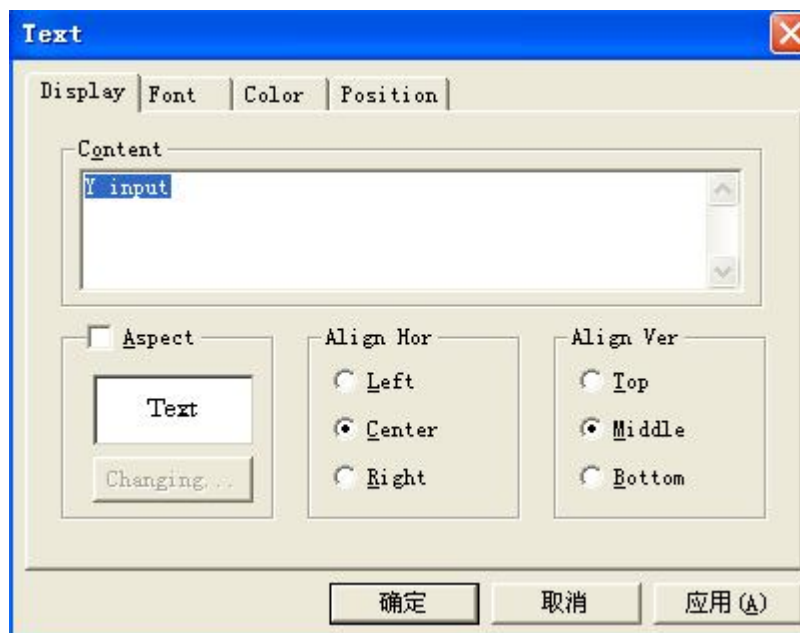 Text
Display Font Color Position
Content
Y input
Aspect Align Hor Align Ver
Left Top
Text
Center Middle
Changing...
Right Bottom
确定 取消 应用(A)